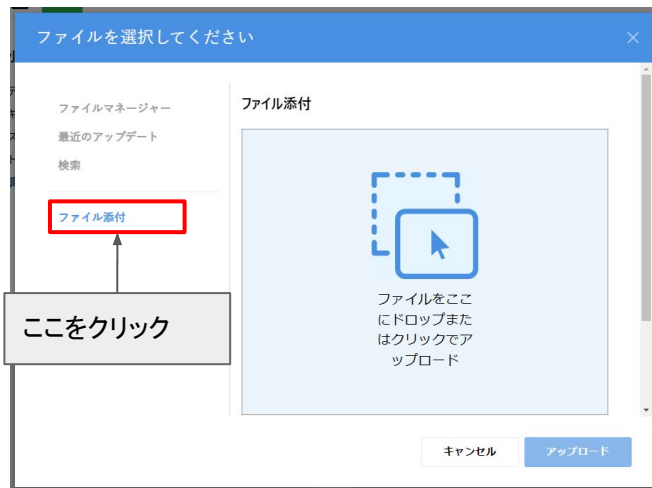 ファイルを選択してください
ファイルマネージャー
最近のアップデート
検索
ファイル添付
ここをクリック
ファイル添付
ファイルをここ
にドロップまた
はクリックでア
ップロード
キャンセル
アップロード